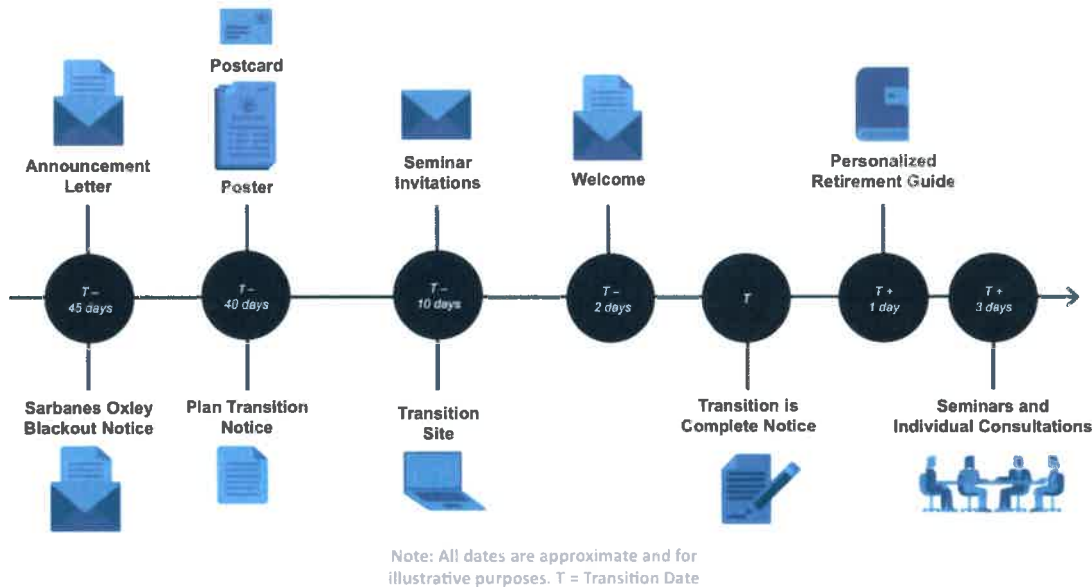 Postcard
Announcement
Letter
Poster
Seminar
Invitations
Welcome
Personalized
Retirement Guide
T –
45 days
T –
40 days
T –
10 days
T –
2 days
T
T +
1 day
T +
3 days
Sarbanes Oxley
Blackout Notice
Plan Transition
Notice
Transition
Site
Transition is
Complete Notice
Seminars and
Individual Consultations
Note: All dates are approximate and for
illustrative purposes. T = Transition Date